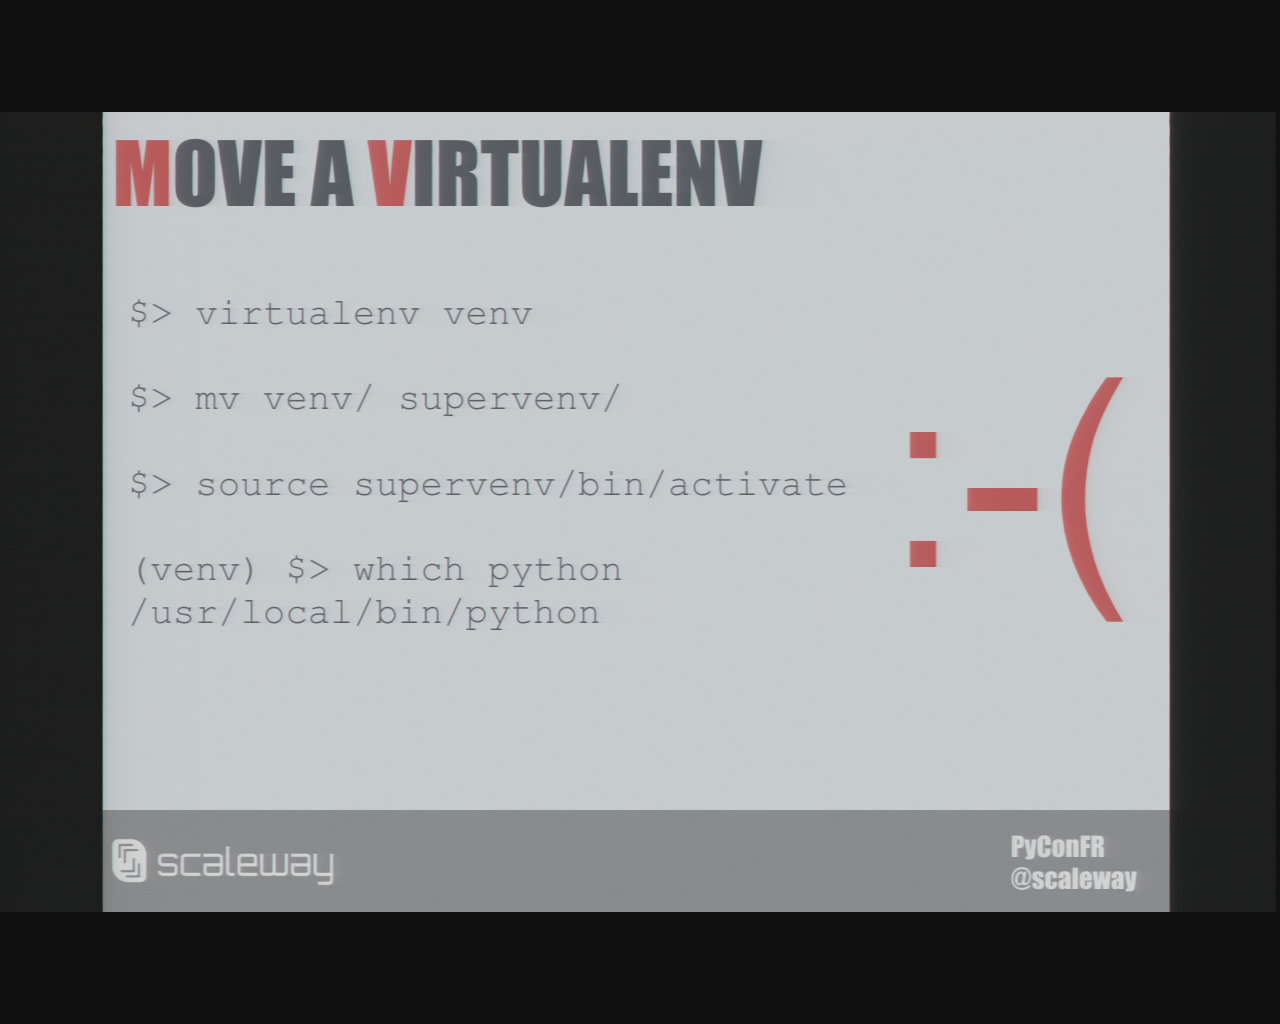 MOVE A VIRTUALENV
$> virtualenv venv
$> mv venv/ supervenv/
$> source supervenv/bin/activate
(venv) $> which python
/usr/local/bin/python
:-(
scaleway
PyConFR
@scaleway